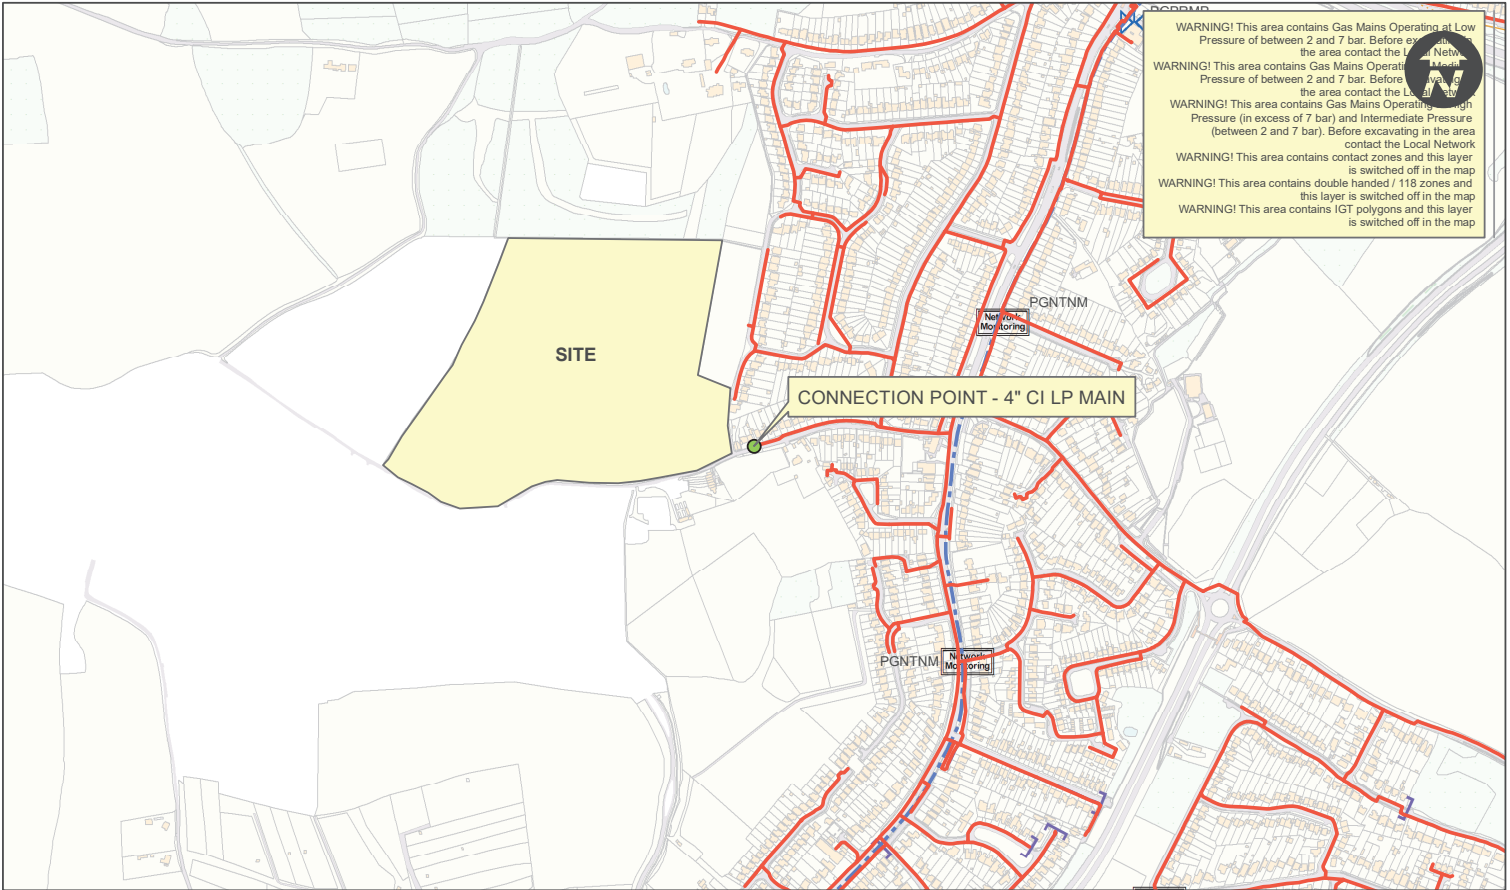 PGPRMP
WARNING! This area contains Gas Mains Operating at Low
Pressure of between 2 and 7 bar. Before
the area contact the
WARNING! This area contains Gas Mains
Pressure of between 2 and 7 bar. Before
the area contact the
WARNING! This area contains Gas Mains Operating
Pressure (in excess of 7 bar) and Intermediate Pressure
(between 2 and 7 bar). Before excavating in the area
contact the Local Network
WARNING! This area contains contact zones and this layer
is switched off in the map
WARNING! This area contains double handed / 118 zones and
this layer is switched off in the map
WARNING! This area contains IGT polygons and this layer
is switched off in the map
N
PGNTNM
Network
Monitoring
SITE
CONNECTION POINT - 4" CI LP MAIN
PGNTNM
Network
Monitoring